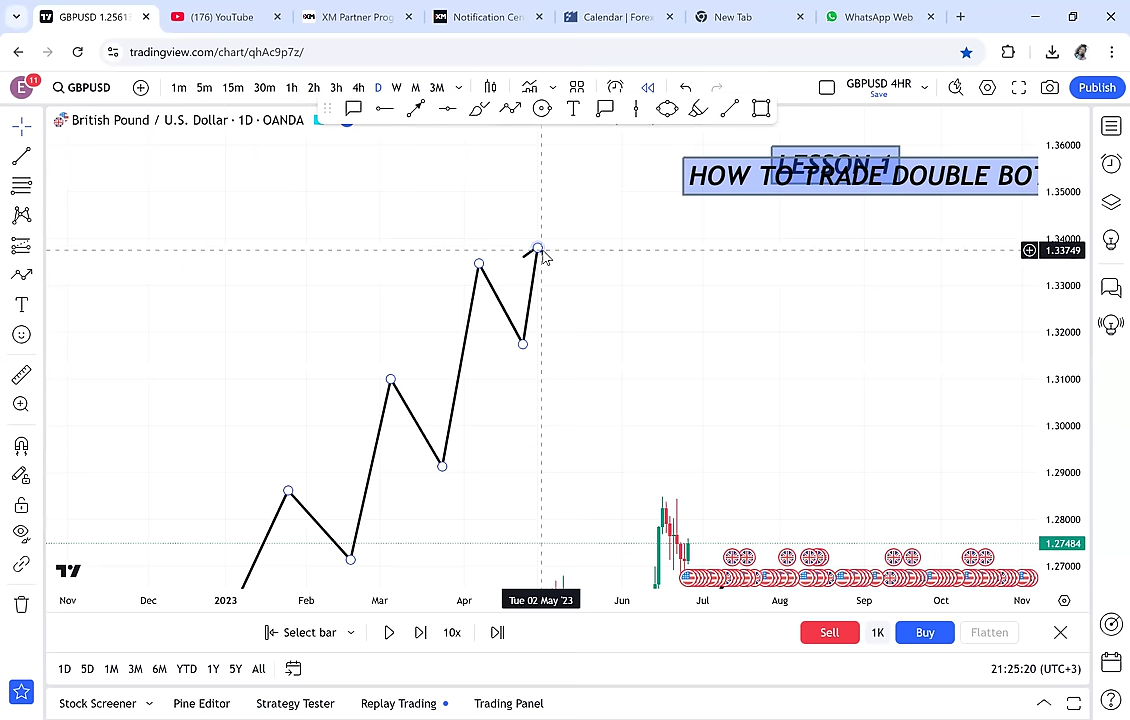 GBPUSD 1.2561
(176) YouTube
XM Partner Prog
Notification Cen
Calendar | Forex
New Tab
WhatsApp Web
tradingview.com/chart/qhAc9p7z/
E 11
GBPUSD
1m 5m 15m 30m 1h 2h 3h 4h D W M 3M
GBPUSD 4HR
Save
Publish
British Pound / U.S. Dollar · 1D · OANDA
LESSON 1
HOW TO TRADE DOUBLE BOT
1.36000
1.35000
1.34000
1.33749
1.33000
1.32000
1.31000
1.30000
1.29000
1.28000
1.27484
1.27000
Nov Dec 2023 Feb Mar Apr Tue 02 May '23 Jun Jul Aug Sep Oct Nov
Select bar
10x
Sell
1K
Buy
Flatten
1D 5D 1M 3M 6M YTD 1Y 5Y All
21:25:20 (UTC+3)
Stock Screener
Pine Editor
Strategy Tester
Replay Trading
Trading Panel